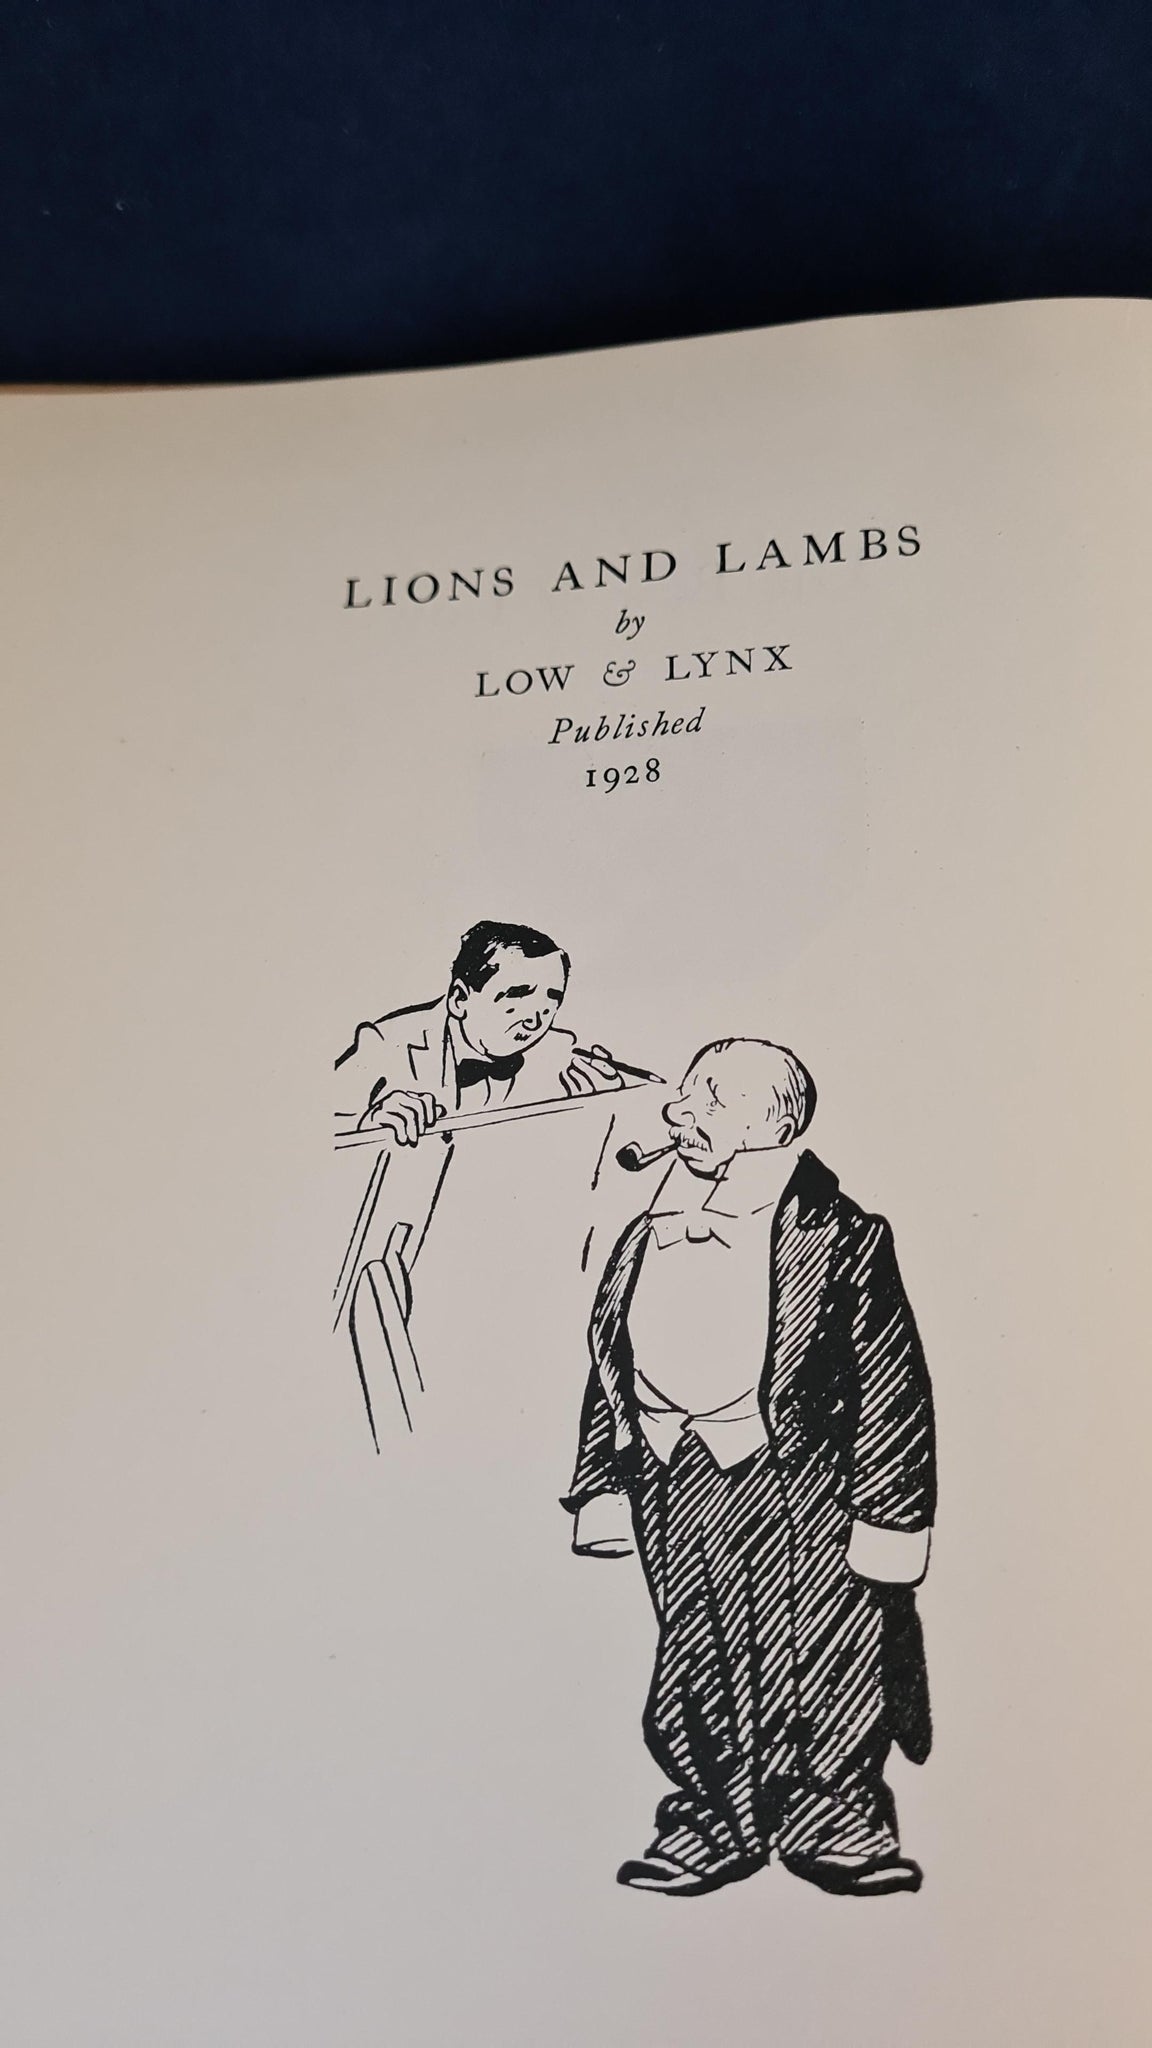 LIONS AND LAMBS
by
LOW & LYNX
Published
1928